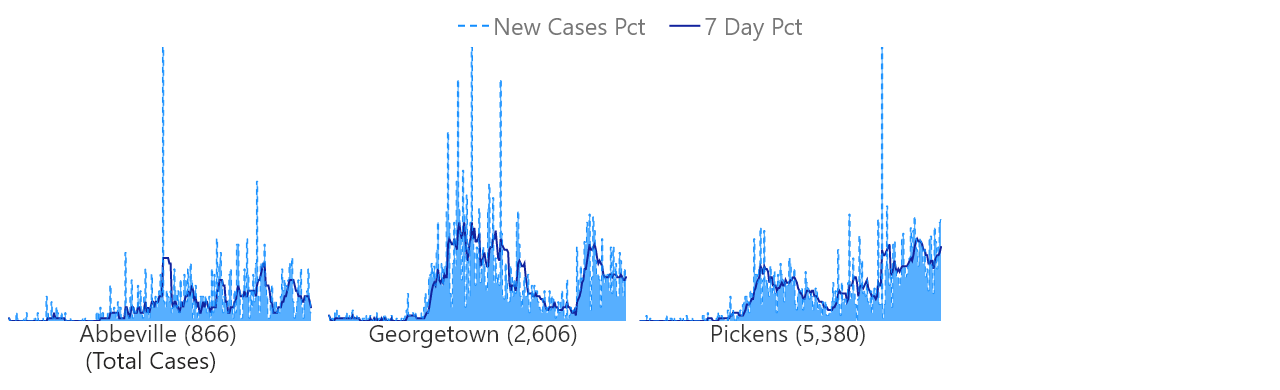 New Cases Pct 7 Day Pct
Abbeville (866) Georgetown (2,606) Pickens (5,380)
(Total Cases)